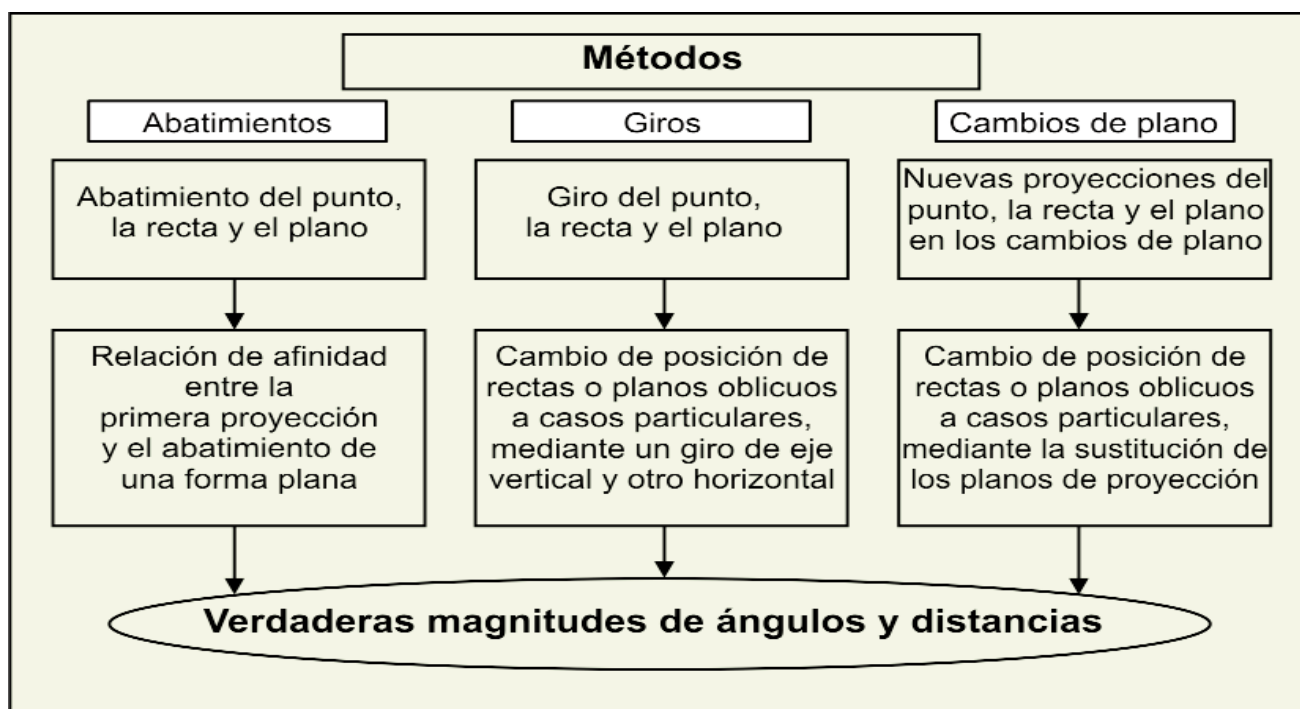 Métodos
Abatimientos
Giros
Cambios de plano
Abatimiento del punto,
la recta y el plano
Giro del punto,
la recta y el plano
Nuevas proyecciones del
punto, la recta y el plano
en los cambios de plano
Relación de afinidad
entre la
primera proyección
y el abatimiento de
una forma plana
Cambio de posición de
rectas o planos oblicuos
a casos particulares,
mediante un giro de eje
vertical y otro horizontal
Cambio de posición de
rectas o planos oblicuos
a casos particulares,
mediante la sustitución de
los planos de proyección
Verdaderas magnitudes de ángulos y distancias